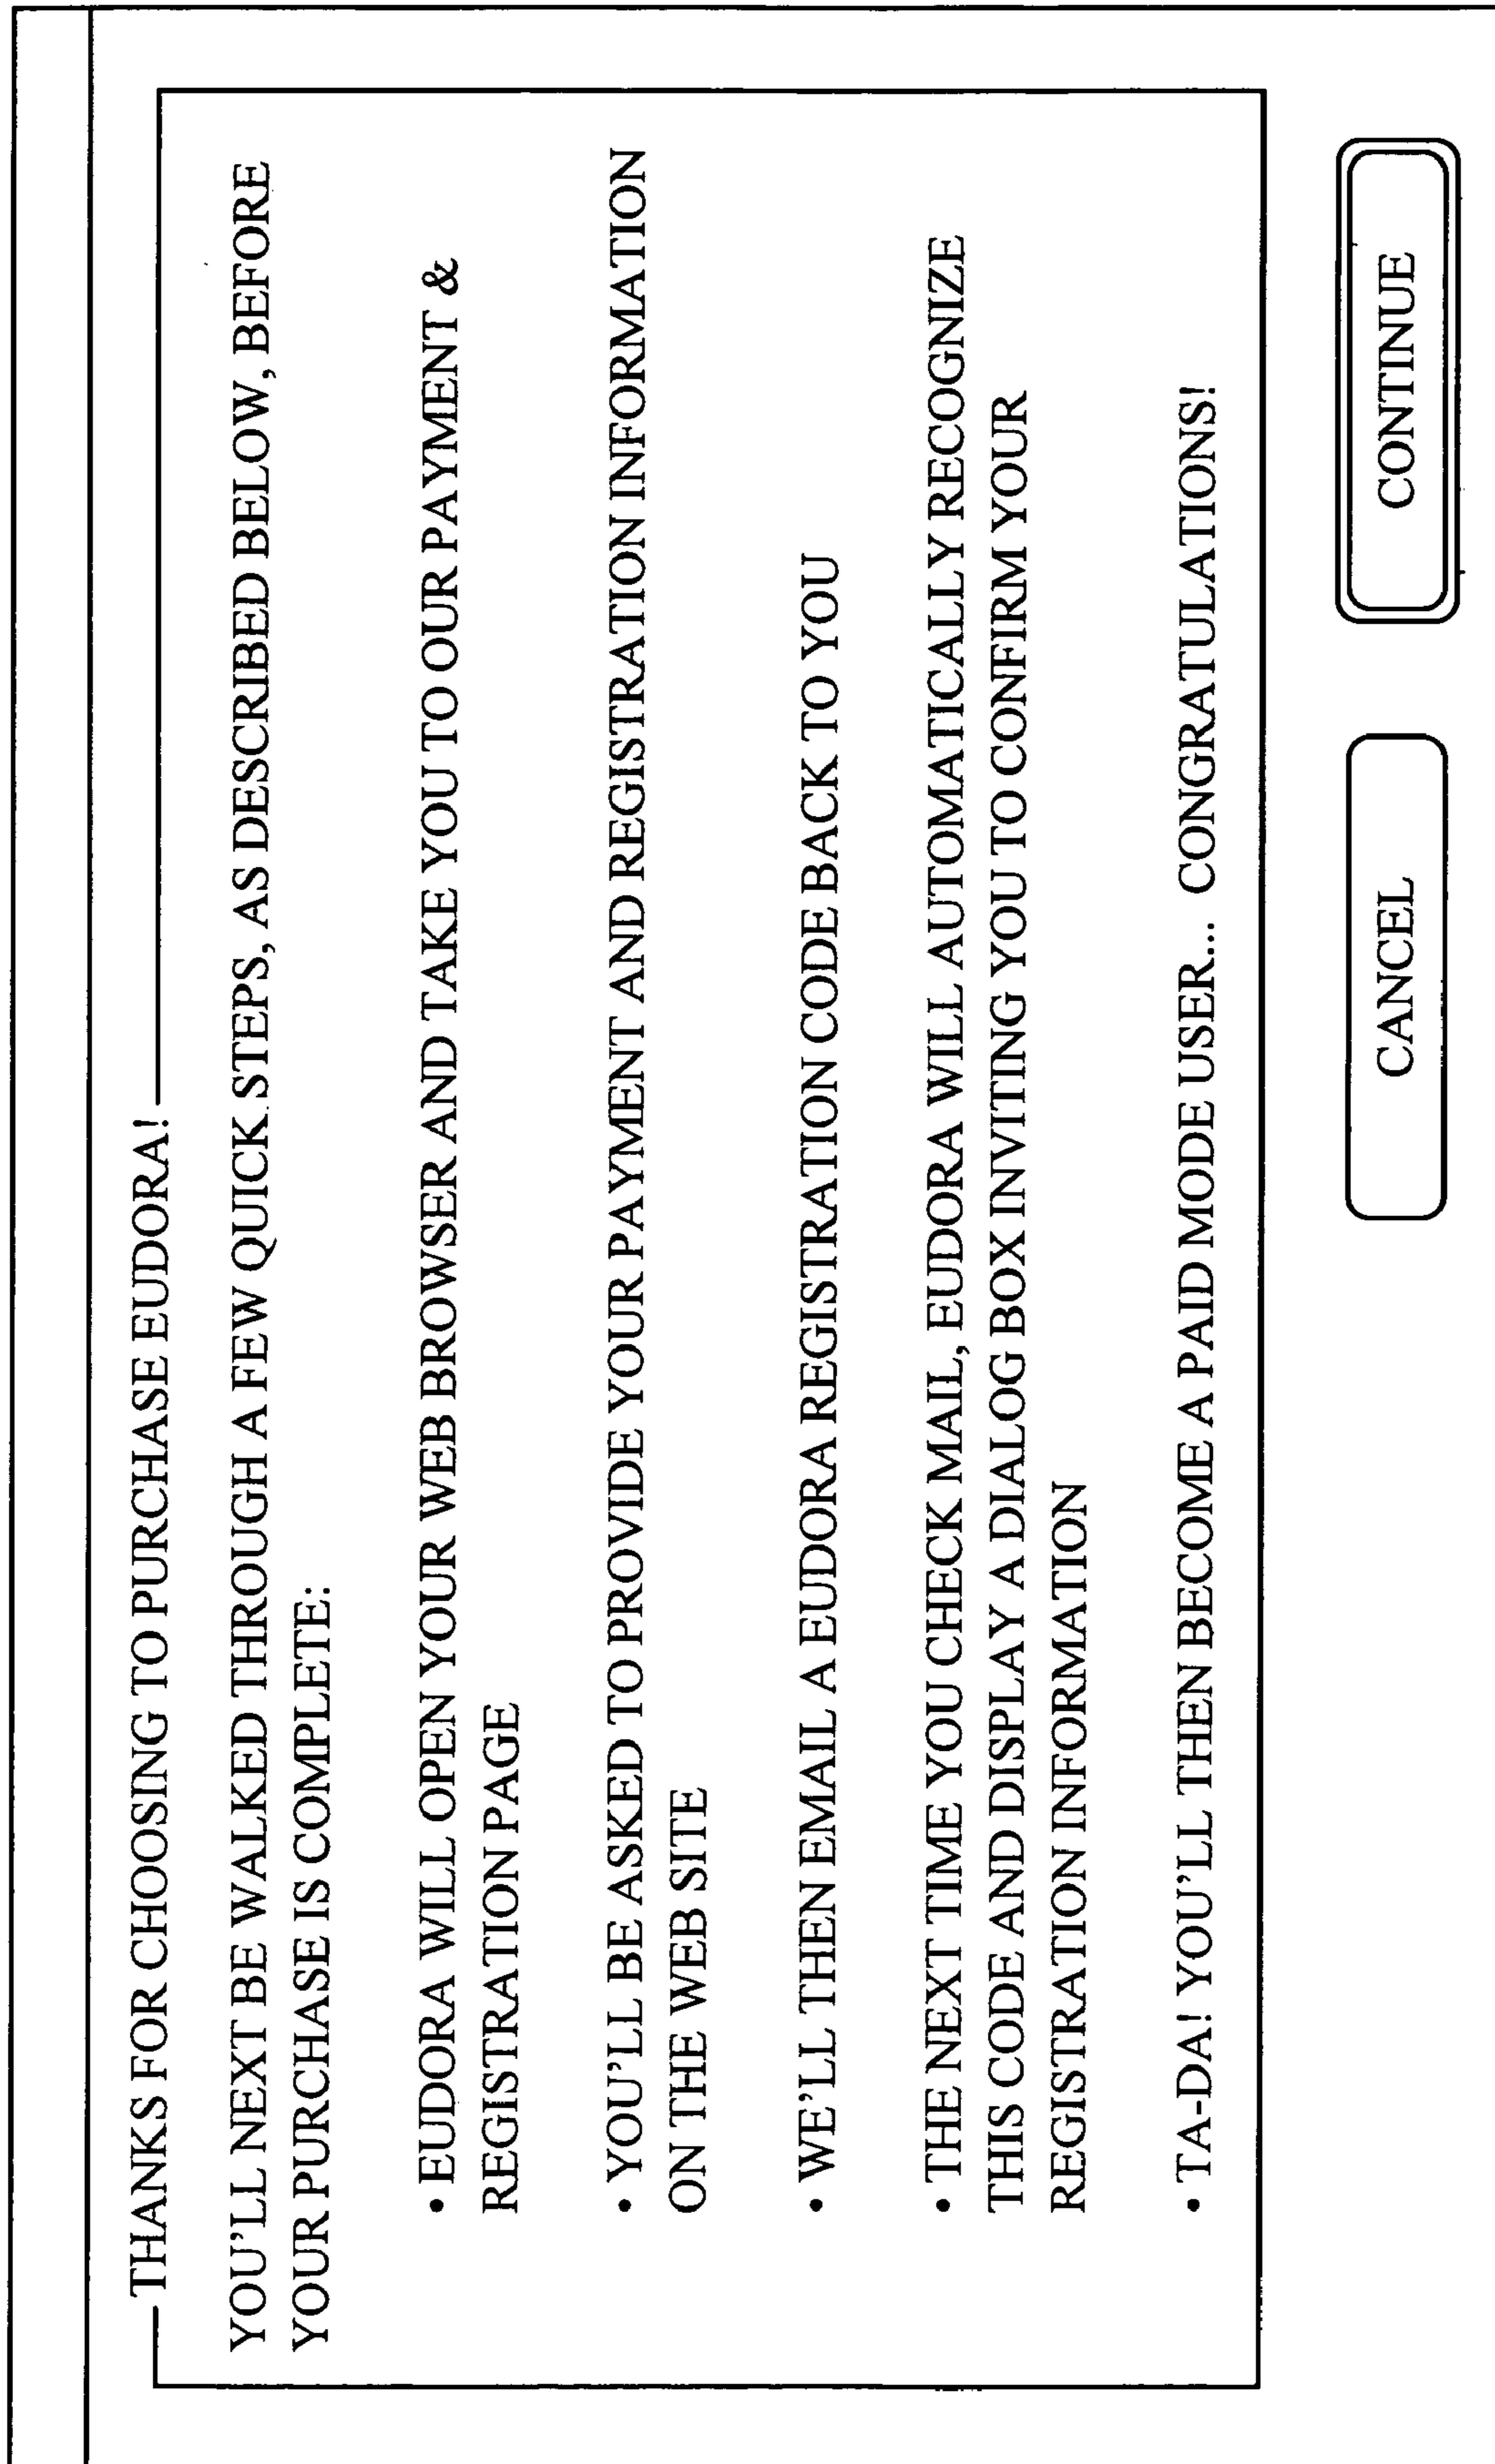 THANKS FOR CHOOSING TO PURCHASE EUDORA!
YOU'LL NEXT BE WALKED THROUGH A FEW QUICK STEPS, AS DESCRIBED BELOW, BEFORE
YOUR PURCHASE IS COMPLETE:
• EUDORA WILL OPEN YOUR WEB BROWSER AND TAKE YOU TO OUR PAYMENT &
REGISTRATION PAGE
• YOU'LL BE ASKED TO PROVIDE YOUR PAYMENT AND REGISTRATION INFORMATION
ON THE WEB SITE
• WE'LL THEN EMAIL A EUDORA REGISTRATION CODE BACK TO YOU
• THE NEXT TIME YOU CHECK MAIL, EUDORA WILL AUTOMATICALLY RECOGNIZE
THIS CODE AND DISPLAY A DIALOG BOX INVITING YOU TO CONFIRM YOUR
REGISTRATION INFORMATION
• TA-DA! YOU'LL THEN BECOME A PAID MODE USER... CONGRATULATIONS!
CANCEL CONTINUE